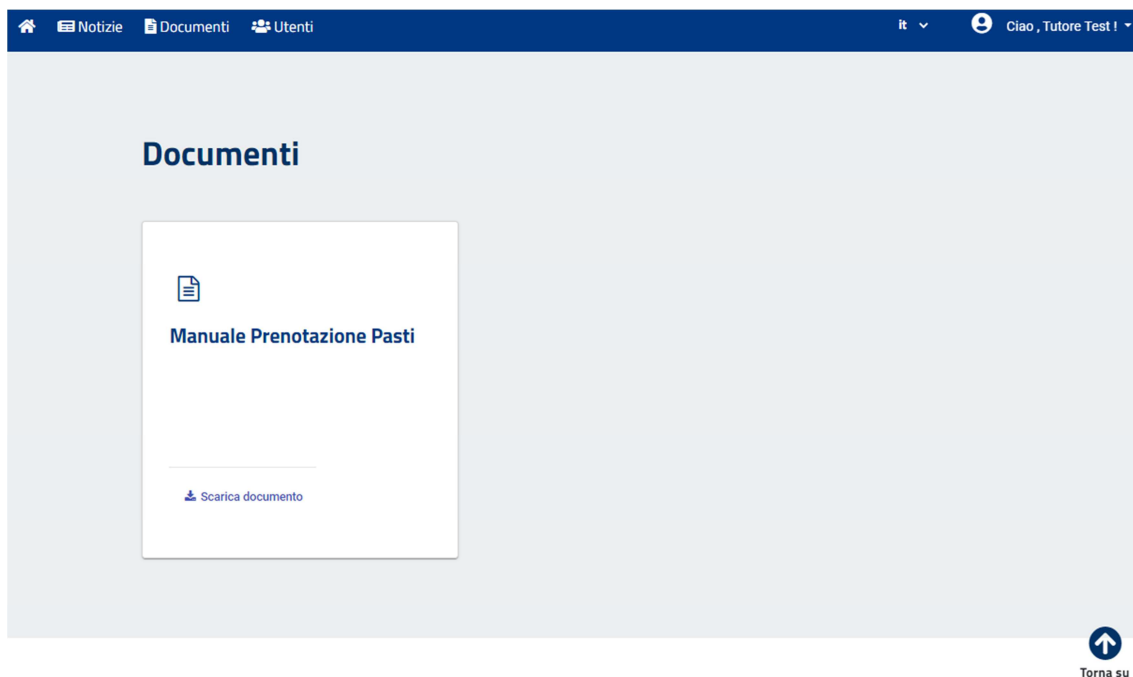 Notizie Documenti Utenti it Ciao , Tutore Test !
Documenti
Manuale Prenotazione Pasti
Scarica documento
Torna su